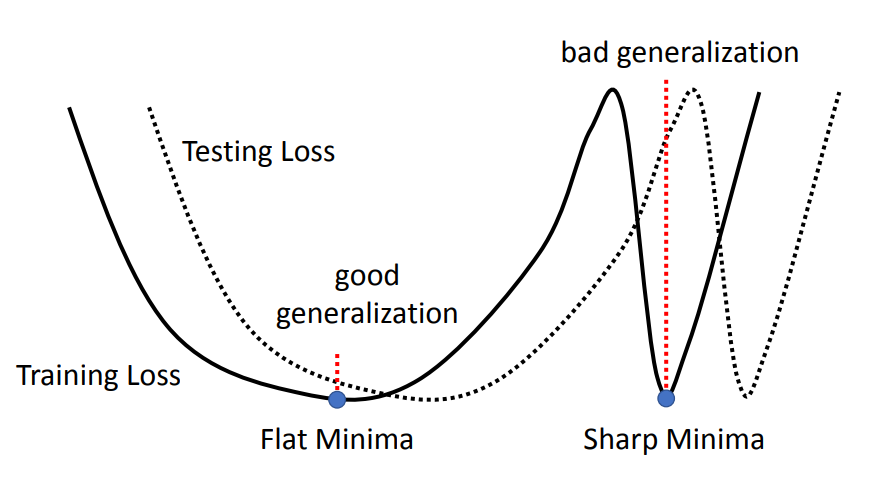 bad generalization
Testing Loss
good
generalization
Training Loss
Flat Minima
Sharp Minima